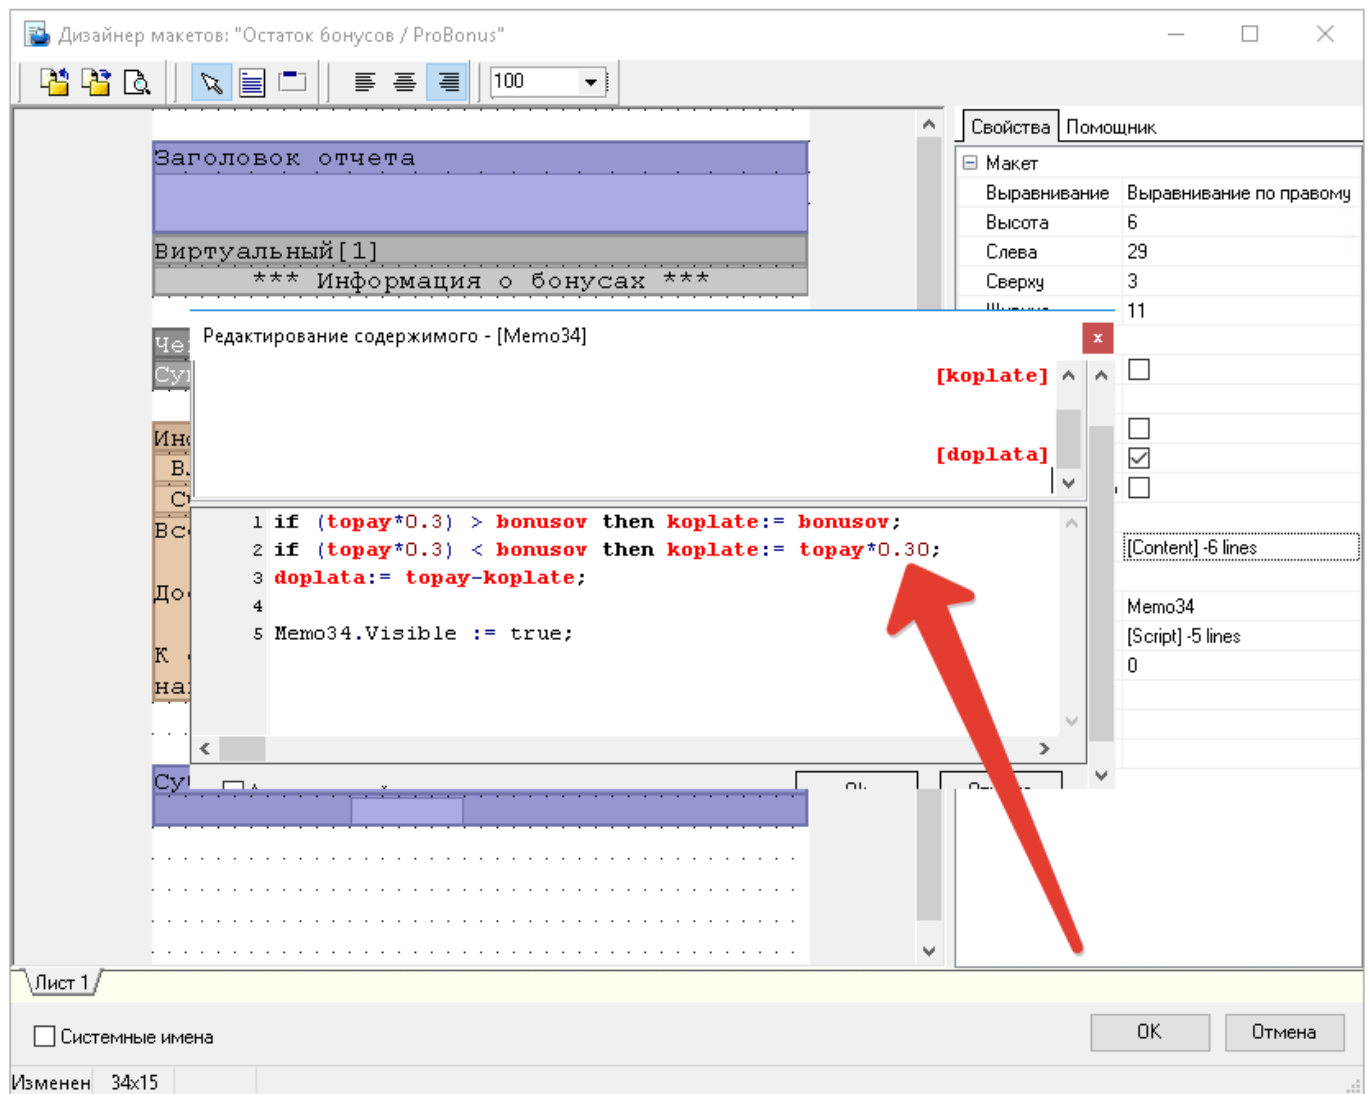 Дизайнер макетов: "Остаток бонусов / ProBonus"
100
Свойства Помощник
Заголовок отчета
Макет
Выравнивание Выравнивание по правому
Высота 6
Виртуальный[1]
Слева 29
*** Информация о бонусах ***
Сверху 3
11
Редактирование содержимого - [Memo34]
x
[koplate]
[doplata]
1 if (topay*0.3) > bonusov then koplate:= bonusov;
2 if (topay*0.3) < bonusov then koplate:= topay*0.30;
[Content] -6 lines
3 doplata:= topay-koplate;
4
Memo34
5 Memo34.Visible := true;
[Script] -5 lines
К
0
Лист 1
Системные имена
OK Отмена
Изменен 34x15